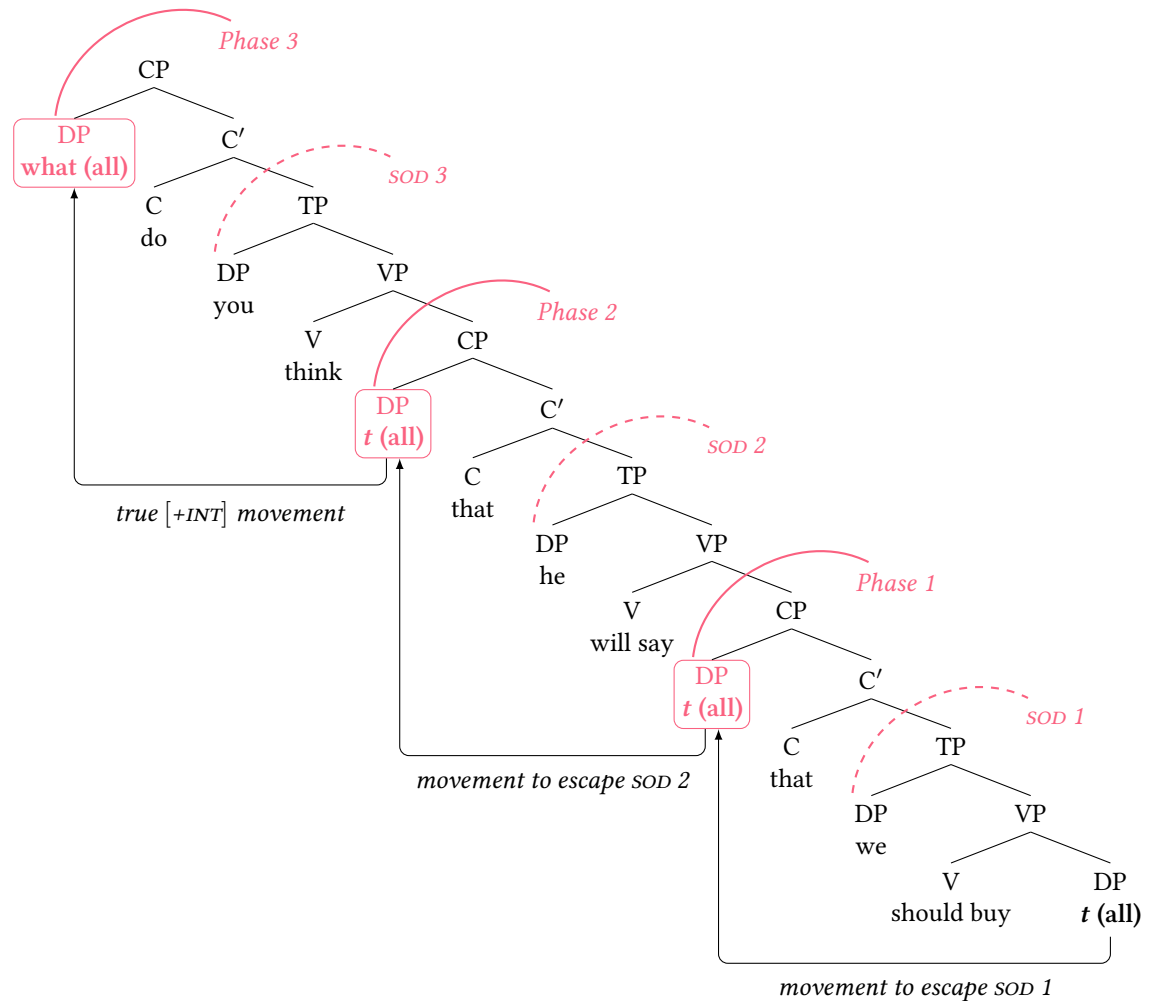 Phase 3
CP
DP
what (all)
C′
SOD 3
C
do
TP
DP
you
VP
Phase 2
V
think
CP
DP
t (all)
C′
SOD 2
C
that
TP
true [+INT] movement
DP
he
VP
Phase 1
V
will say
CP
DP
t (all)
C′
SOD 1
C
that
TP
movement to escape SOD 2
DP
we
VP
V
should buy
DP
t (all)
movement to escape SOD 1